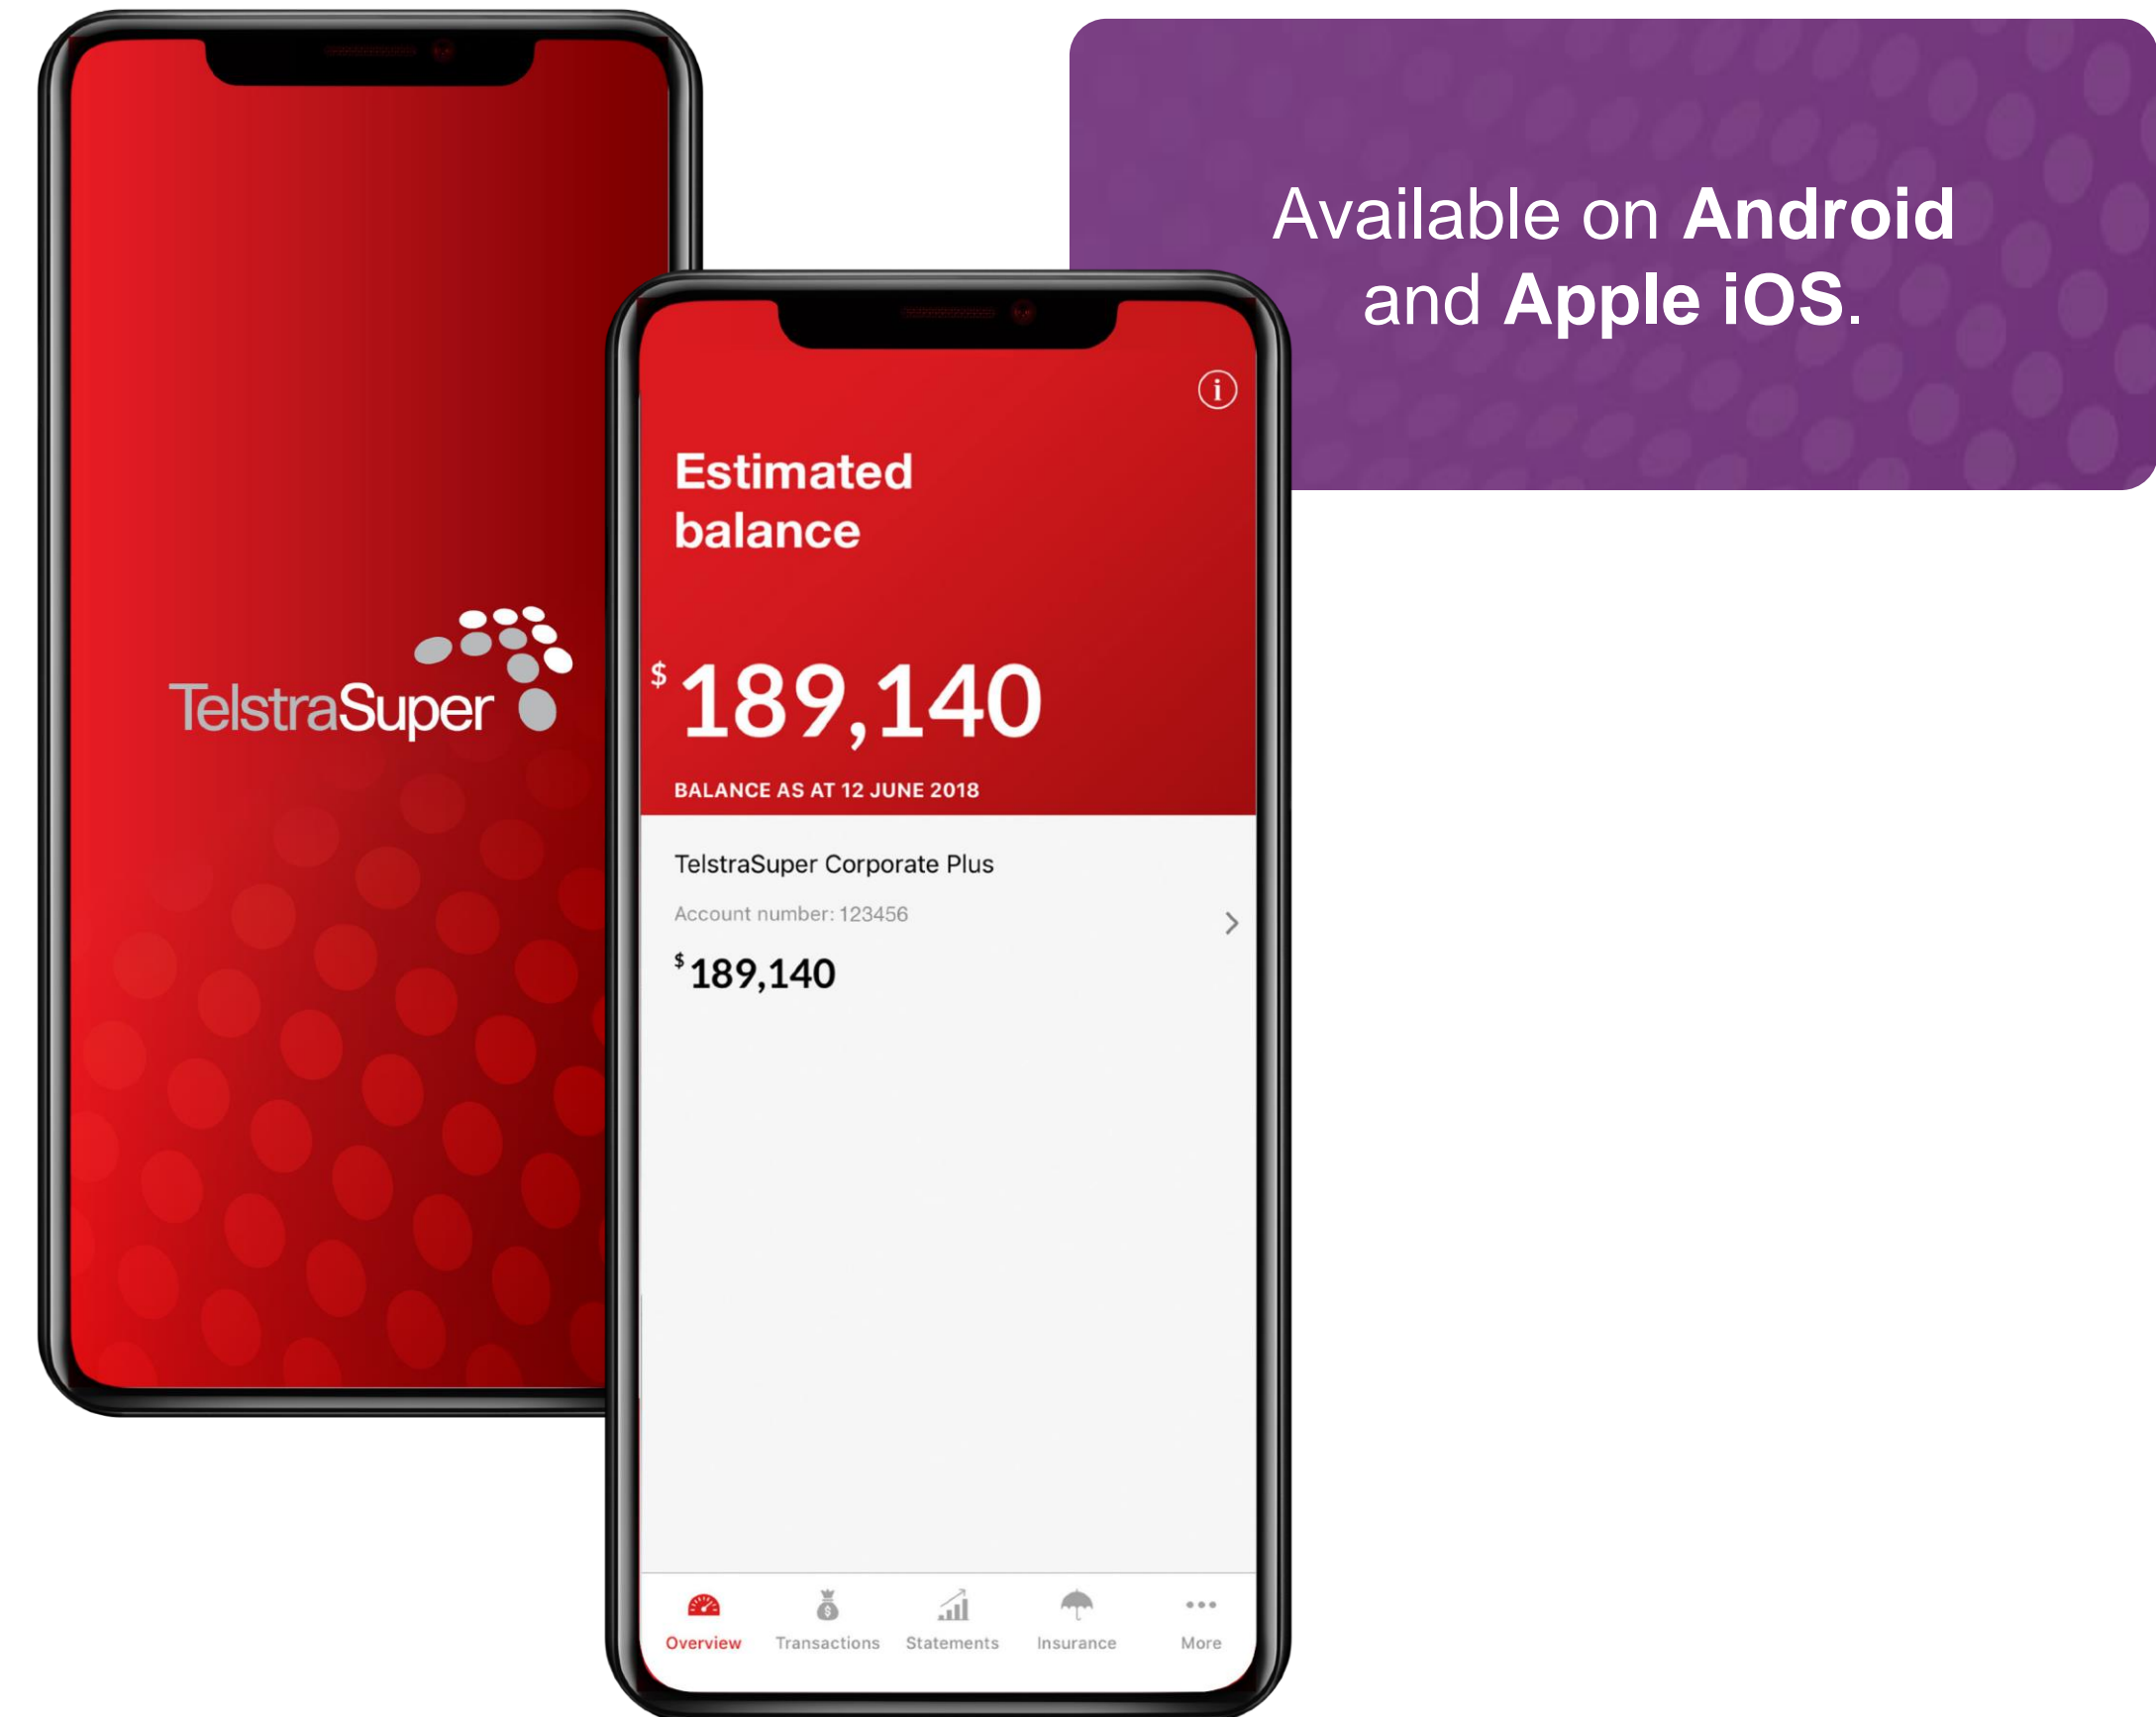 TelstraSuper
Available on Android
and Apple iOS.
i
Estimated
balance
$189,140
BALANCE AS AT 12 JUNE 2018
TelstraSuper Corporate Plus
Account number: 123456
$189,140
Overview Transactions Statements Insurance More